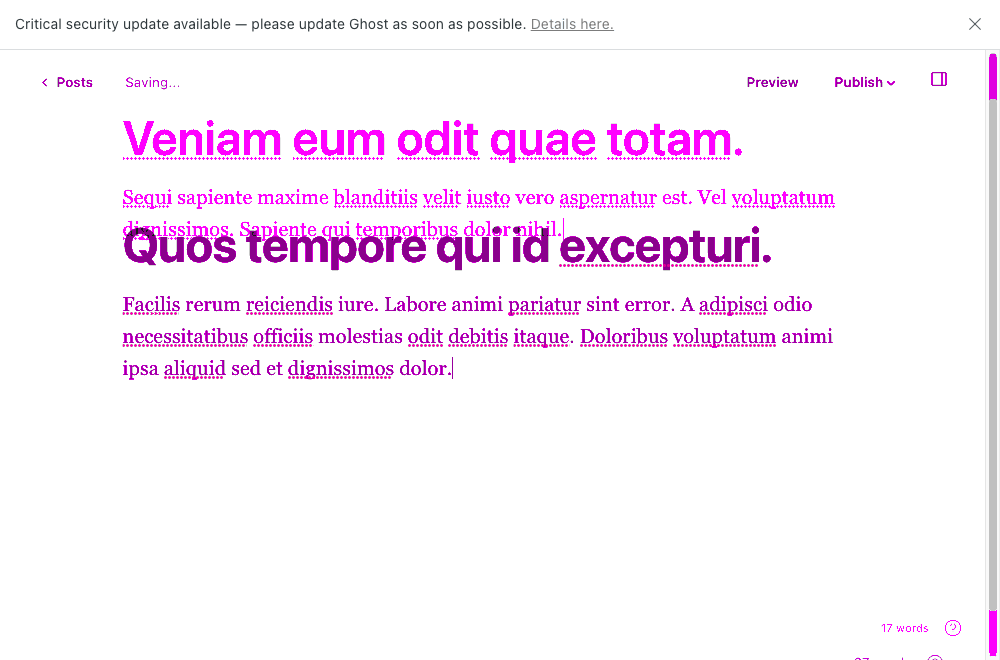 Critical security update available — please update Ghost as soon as possible. Details here.
Posts
Saving...
Preview
Publish
Veniam eum odit quae totam.
Sequi sapiente maxime blanditiis velit iusto vero aspernatur est. Vel voluptatum
dignissimos. Sapiente qui temporibus dolor nihil.
Quos tempore qui id excepturi.
Facilis rerum reiciendis iure. Labore animi pariatur sint error. A adipisci odio
necessitatibus officiis molestias odit debitis itaque. Doloribus voluptatum animi
ipsa aliquid sed et dignissimos dolor.
17 words